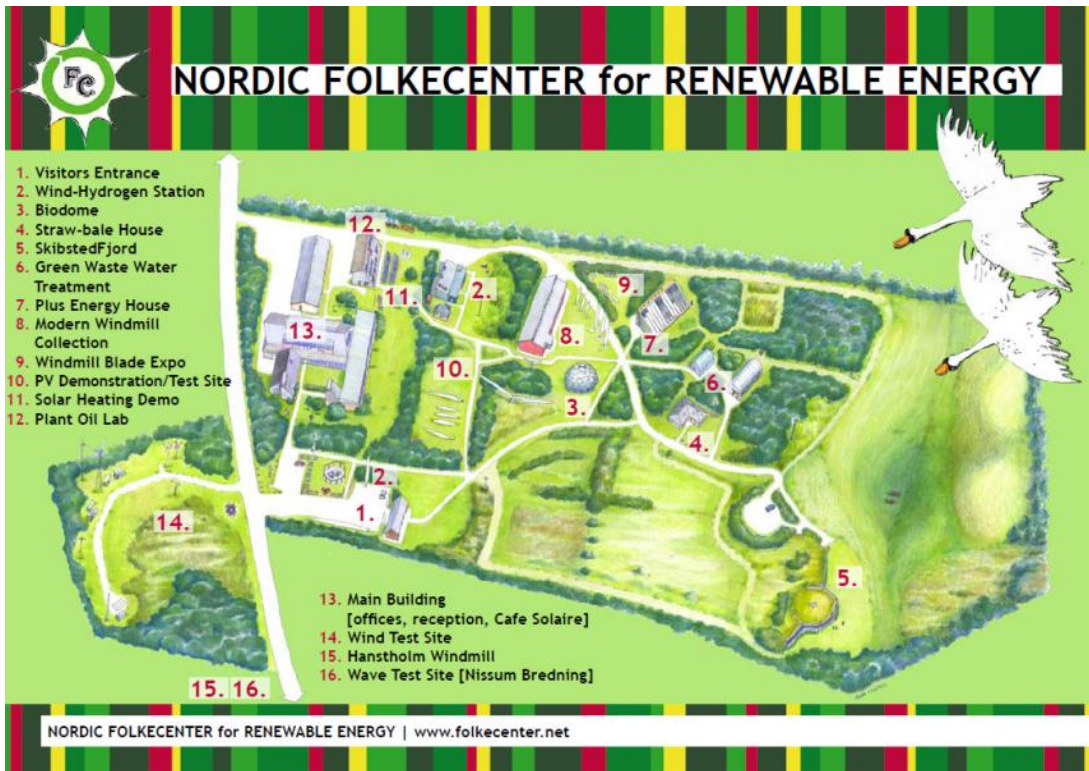 FC
NORDIC FOLKECENTER for RENEWABLE ENERGY
1. Visitors Entrance
2. Wind-Hydrogen Station
3. Biodome
4. Straw-bale House
5. SkibstedFjord
6. Green Waste Water
Treatment
7. Plus Energy House
8. Modern Windmill
Collection
9. Windmill Blade Expo
10. PV Demonstration/Test Site
11. Solar Heating Demo
12. Plant Oil Lab
12.
11.
2.
9.
13.
8.
7.
10.
6.
3.
4.
2.
1.
14.
5.
13. Main Building
[offices, reception, Cafe Solaire]
14. Wind Test Site
15. Hanstholm Windmill
16. Wave Test Site [Nissum Bredning]
15. 16.
NORDIC FOLKECENTER for RENEWABLE ENERGY | www.folkecenter.net